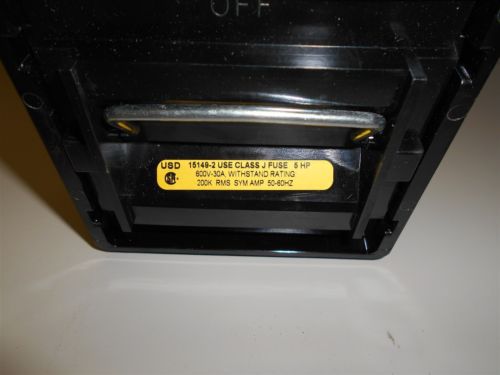 OFF
USD 15149-2 USE CLASS J FUSE 5 HP
600V-30A WITHSTAND RATING
200K RMS SYM AMP 50-60HZ